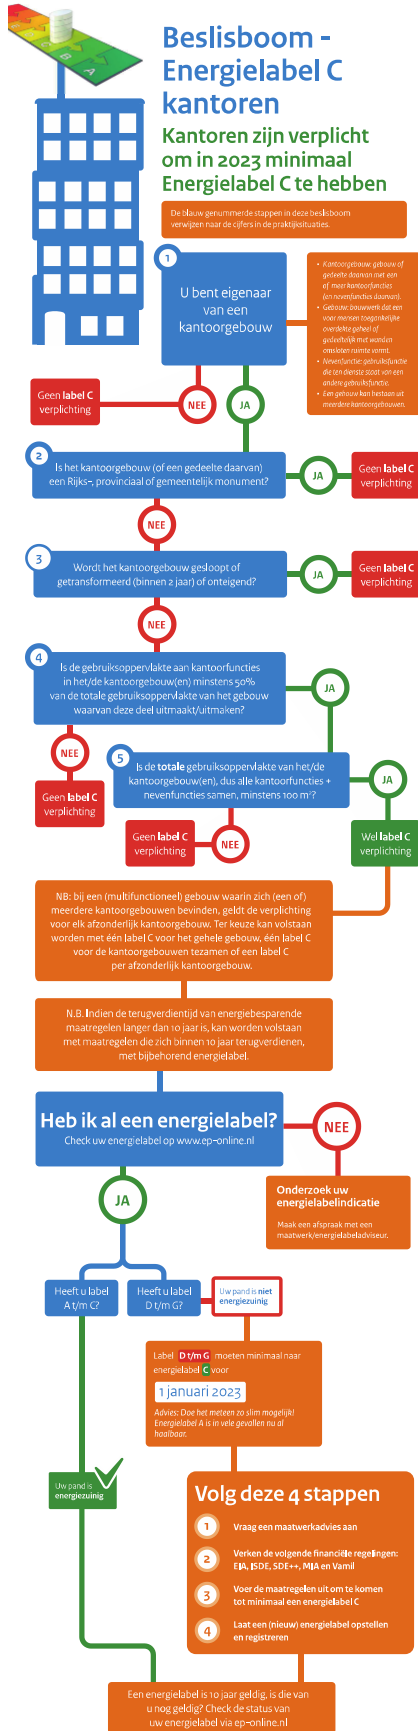 Beslisboom -
Energielabel C
kantoren
Kantoren zijn verplicht
om in 2023 minimaal
Energielabel C te hebben
De blauw genummerde stappen in deze beslisboom
verwijzen naar de cijfers in de praktijksituaties.
1
U bent eigenaar
van een
kantoorgebouw
• Kantoorgebouw: gebouw of
gedeelte daarvan met een
of meer kantoorfuncties
(en nevenfuncties daarvan).
• Gebouw: bouwwerk dat een
voor mensen toegankelijke
overdekte geheel of
gedeeltelijk met wanden
omsloten ruimte vormt.
• Nevenfunctie: gebruiksfunctie
die ten dienste staat van een
andere gebruiksfunctie.
• Een gebouw kan bestaan uit
meerdere kantoorgebouwen.
Geen label C
verplichting
NEE
JA
2
Is het kantoorgebouw (of een gedeelte daarvan)
een Rijks-, provinciaal of gemeentelijk monument?
JA
Geen label C
verplichting
NEE
3
Wordt het kantoorgebouw gesloopt of
getransformeerd (binnen 2 jaar) of onteigend?
JA
Geen label C
verplichting
NEE
4
Is de gebruiksoppervlakte aan kantoorfuncties
in het/de kantoorgebouw(en) minstens 50%
van de totale gebruiksoppervlakte van het gebouw
waarvan deze deel uitmaakt/uitmaken?
JA
NEE
Geen label C
verplichting
5
Is de totale gebruiksoppervlakte van het/de
kantoorgebouw(en), dus alle kantoorfuncties +
nevenfuncties samen, minstens 100 m²?
JA
Geen label C
verplichting
NEE
Wel label C
verplichting
NB: bij een (multifunctioneel) gebouw waarin zich (een of)
meerdere kantoorgebouwen bevinden, geldt de verplichting
voor elk afzonderlijk kantoorgebouw. Ter keuze kan volstaan
worden met één label C voor het gehele gebouw, één label C
voor de kantoorgebouwen tezamen of een label C
per afzonderlijk kantoorgebouw.
N.B. Indien de terugverdientijd van energiebesparende
maatregelen langer dan 10 jaar is, kan worden volstaan
met maatregelen die zich binnen 10 jaar terugverdienen,
met bijbehorend energielabel.
Heb ik al een energielabel?
Check uw energielabel op www.ep-online.nl
NEE
JA
Onderzoek uw
energielabelindicatie
Maak een afspraak met een
maatwerk/energielabeladviseur.
Heeft u label
A t/m C?
Heeft u label
D t/m G?
Uw pand is niet
energiezuinig
Label D t/m G moeten minimaal naar
energielabel C voor
1 januari 2023
Advies: Doe het meteen zo slim mogelijk!
Energielabel A is in vele gevallen nu al
haalbaar.
Uw pand is
energiezuinig
Volg deze 4 stappen
1 Vraag een maatwerkadvies aan
2 Verken de volgende financiële regelingen:
EIA, ISDE, SDE++, MIA en Vamil
3 Voer de maatregelen uit om te komen
tot minimaal een energielabel C
4 Laat een (nieuw) energielabel opstellen
en registreren
Een energielabel is 10 jaar geldig, is die van
u nog geldig? Check de status van
uw energielabel via ep-online.nl